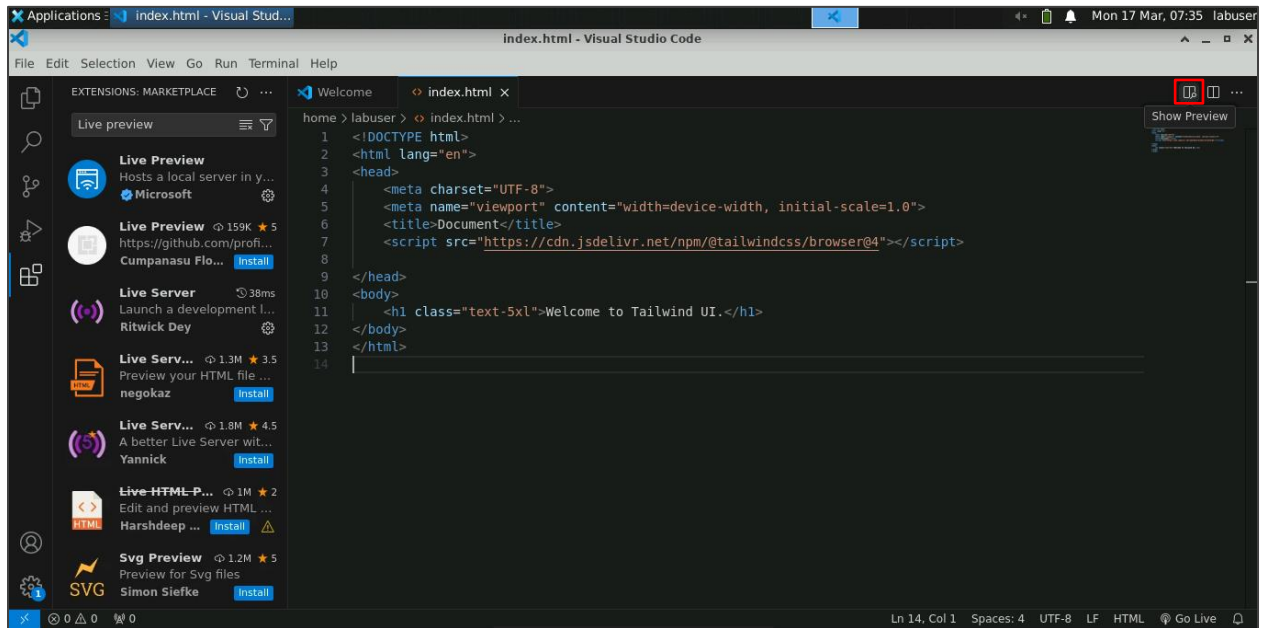 Applications
index.html - Visual Stud...
Mon 17 Mar, 07:35 labuser
index.html - Visual Studio Code
File Edit Selection View Go Run Terminal Help
EXTENSIONS: MARKETPLACE
Live preview
Live Preview
Hosts a local server in y...
Microsoft
Live Preview 159K ★ 5
https://github.com/profi...
Cumpanasu Flo... Install
Live Server 38ms
Launch a development l...
Ritwick Dey
Live Serv... 1.3M ★ 3.5
Preview your HTML file ...
negokaz Install
Live Serv... 1.8M ★ 4.5
A better Live Server wit...
Yannick Install
Live HTML P... 1M ★ 2
Edit and preview HTML ...
Harshdeep ... Install
Svg Preview 1.2M ★ 5
Preview for Svg files
Simon Siefke Install
HTML
(5)
HTML
SVG
1
Welcome
index.html
Show Preview
home > labuser > index.html > ...
1 <!DOCTYPE html>
2 <html lang="en">
3 <head>
4 <meta charset="UTF-8">
5 <meta name="viewport" content="width=device-width, initial-scale=1.0">
6 <title>Document</title>
7 <script src="https://cdn.jsdelivr.net/npm/@tailwindcss/browser@4"></script>
8
9 </head>
10 <body>
11 <h1 class="text-5xl">Welcome to Tailwind UI.</h1>
12 </body>
13 </html>
14
0 0 0 Ln 14, Col 1 Spaces: 4 UTF-8 LF HTML Go Live